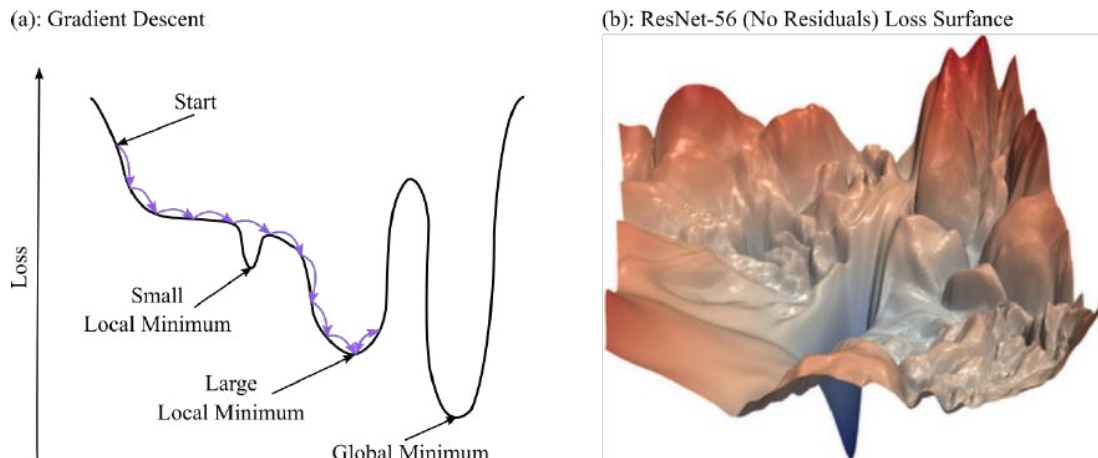 (a): Gradient Descent
(b): ResNet-56 (No Residuals) Loss Surfance
Start
Loss
Small
Local Minimum
Large
Local Minimum
Global Minimum